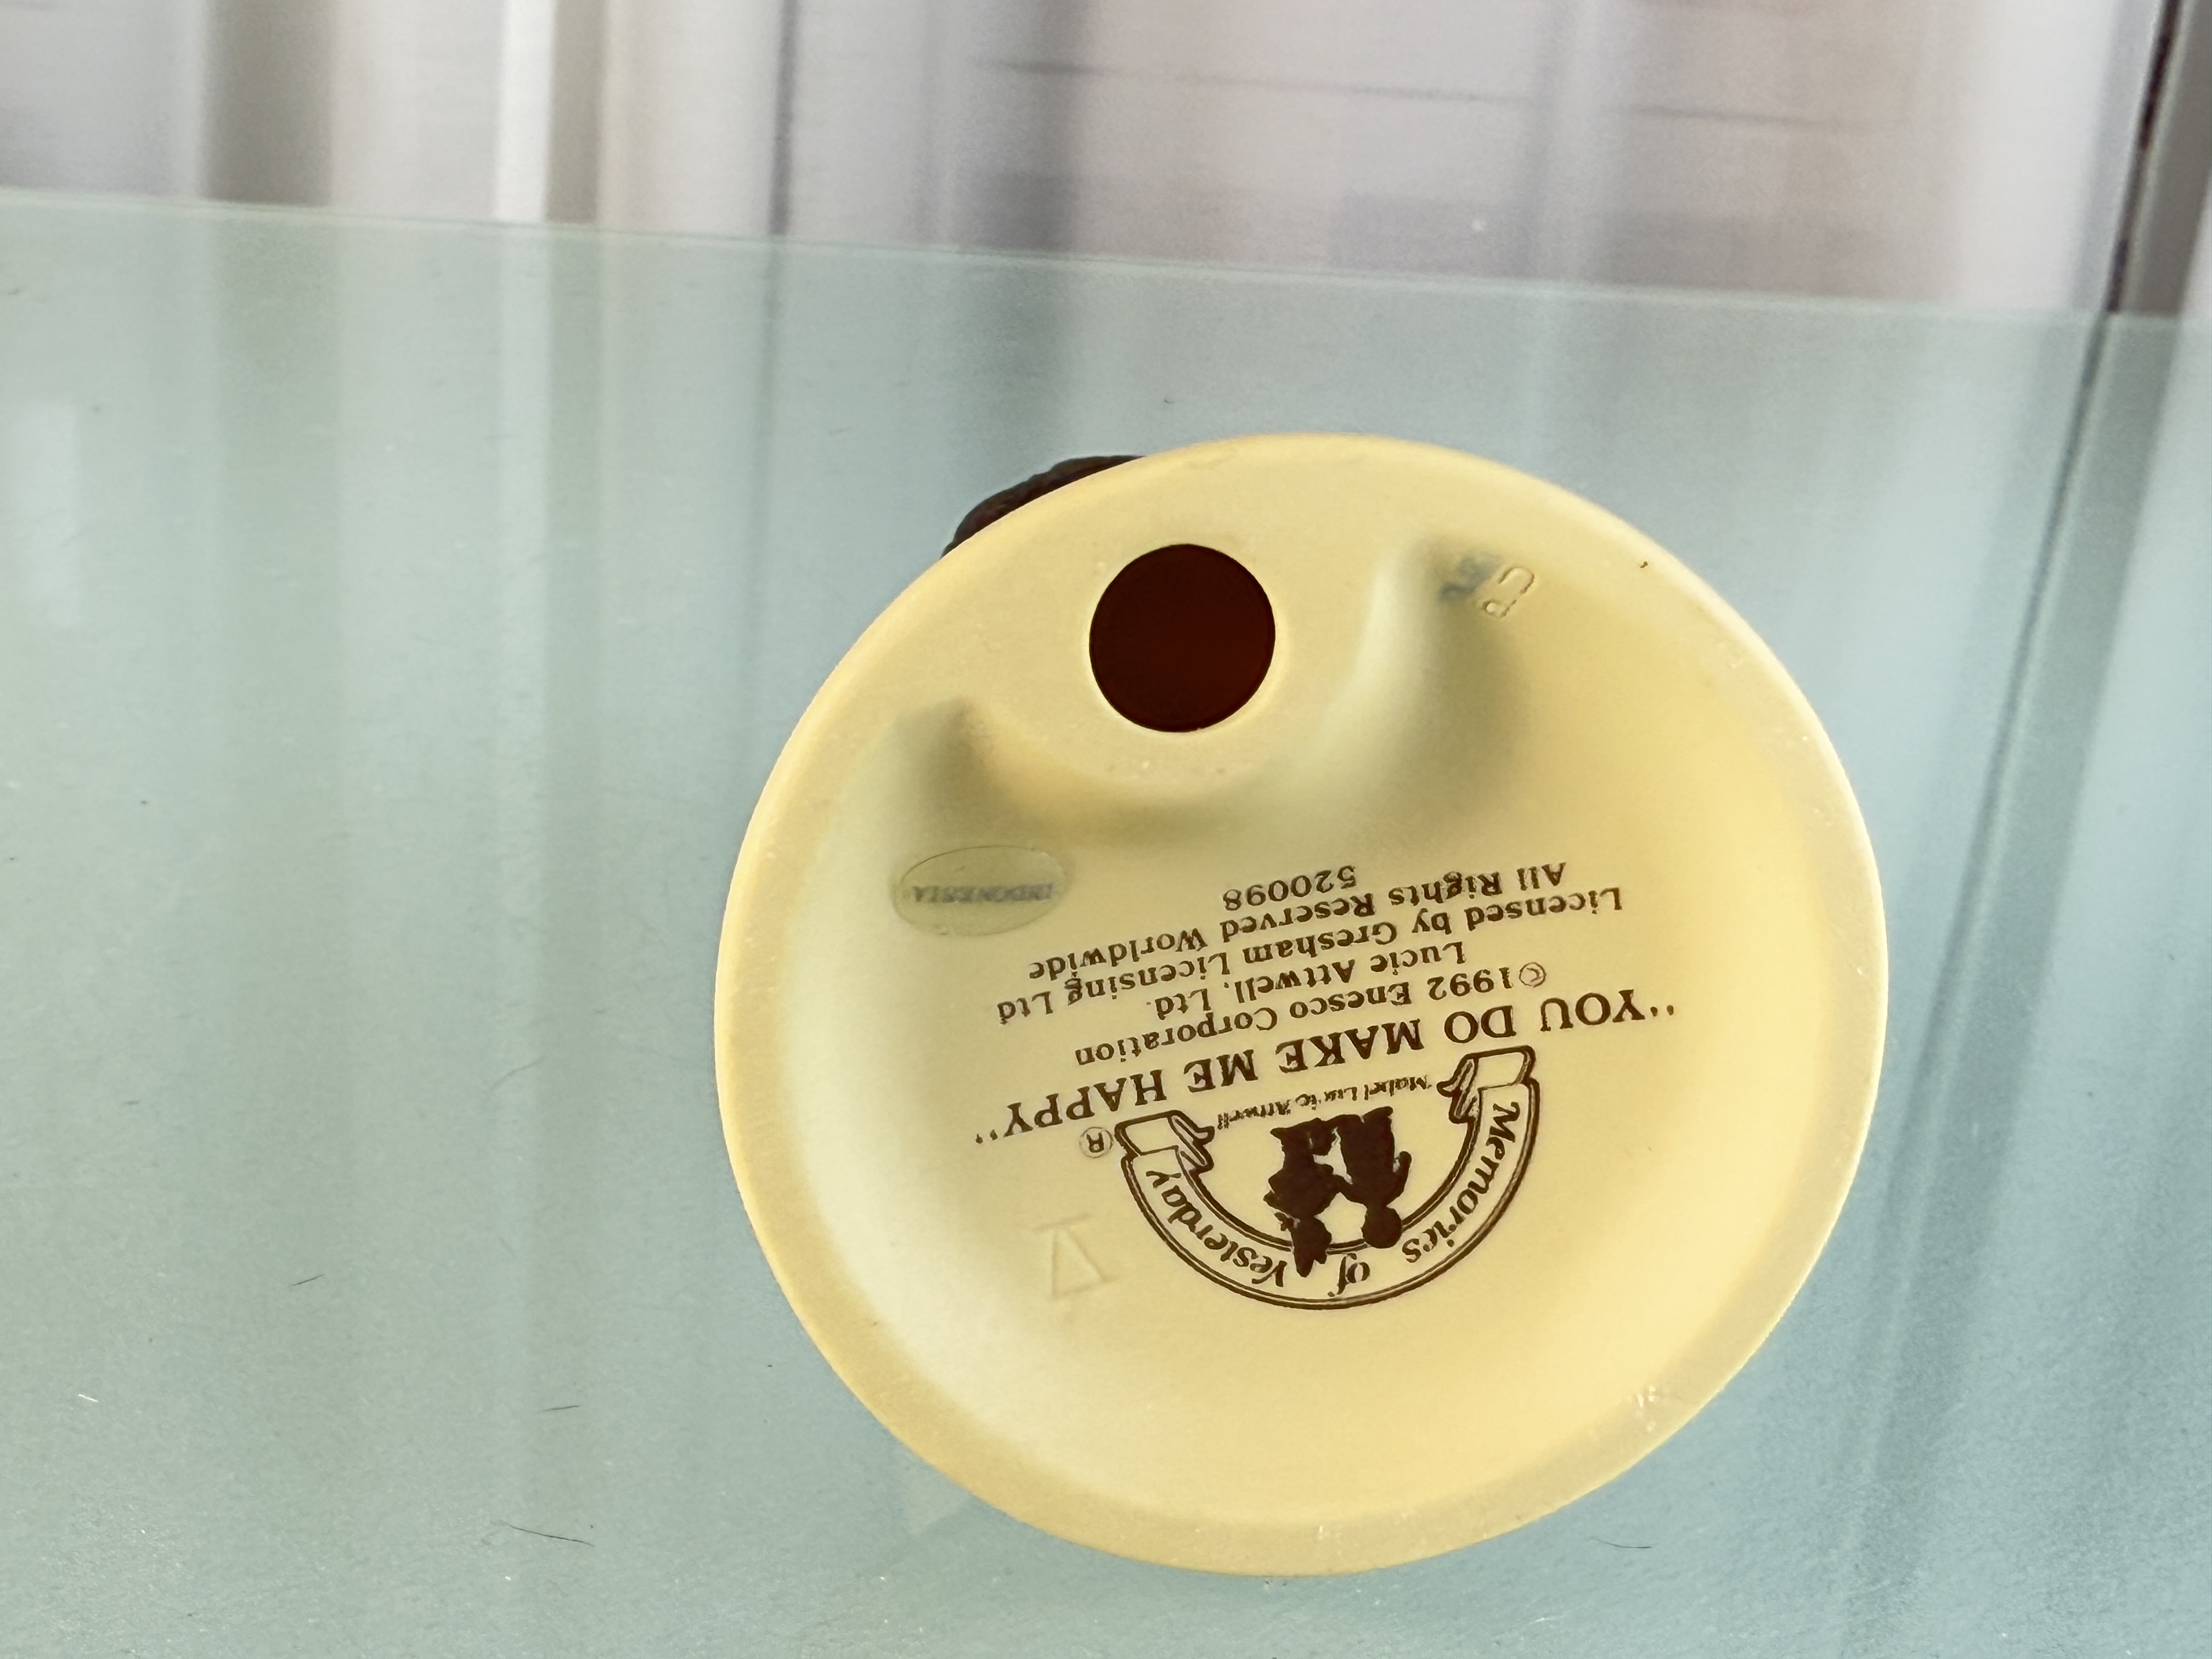 Memories of Yesterday
®
Mabel Lucie Attwell
"YOU DO MAKE ME HAPPY"
©1992 Enesco Corporation
Lucie Attwell, Ltd.
Licensed by Gresham Licensing Ltd
All Rights Reserved Worldwide
520098
INDONESIA